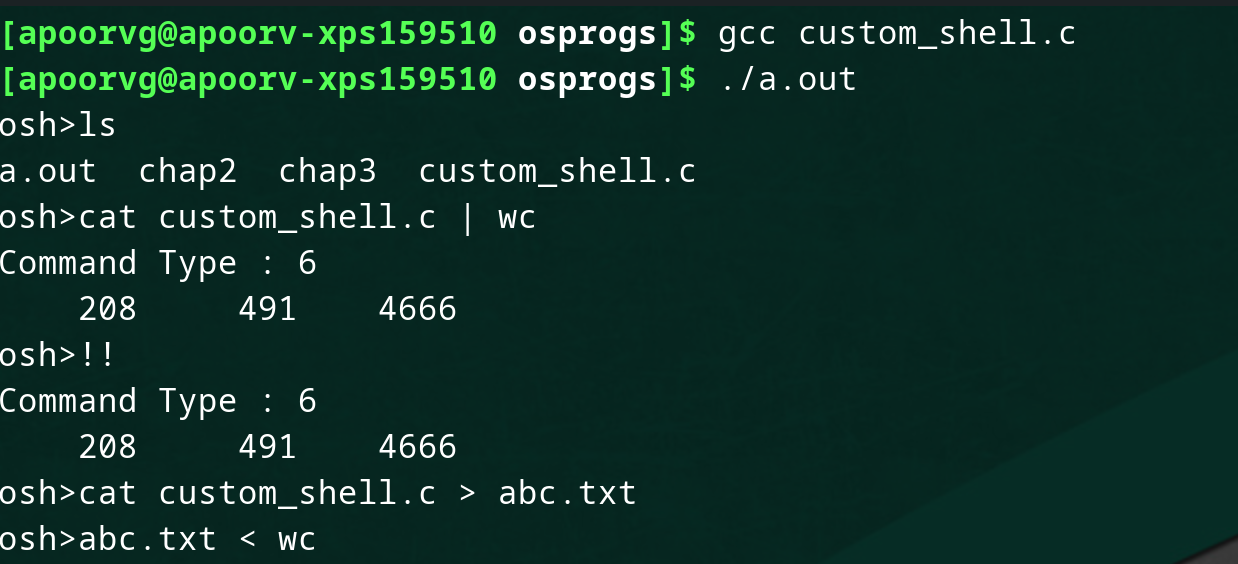 [apoorvg@apoorv-xps159510 osprogs]$ gcc custom_shell.c
[apoorvg@apoorv-xps159510 osprogs]$ ./a.out
osh>ls
a.out  chap2  chap3  custom_shell.c
osh>cat custom_shell.c | wc
Command Type : 6
    208     491    4666
osh>!!
Command Type : 6
    208     491    4666
osh>cat custom_shell.c > abc.txt
osh>abc.txt < wc